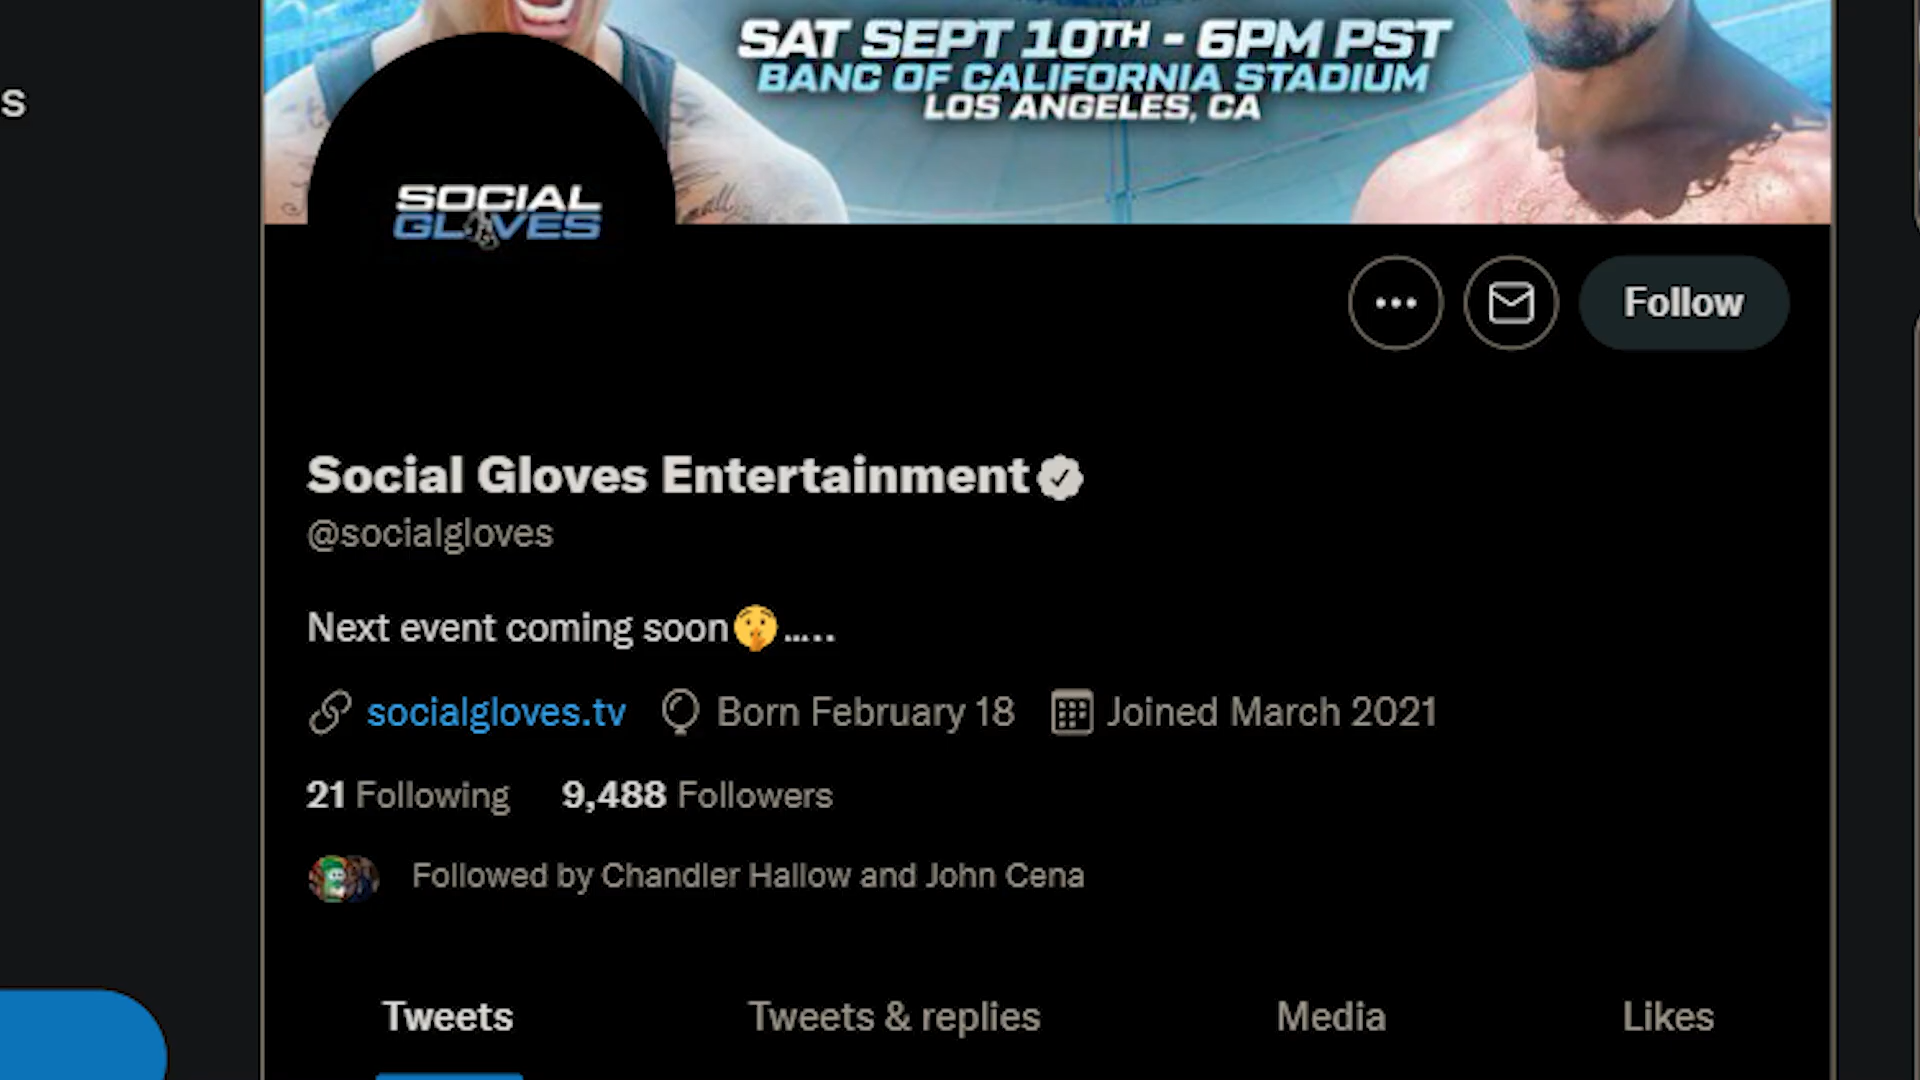 SAT SEPT 10TH - 6PM PST
BANC OF CALIFORNIA STADIUM
LOS ANGELES, CA
s
SOCIAL
GLOVES
Follow
Social Gloves Entertainment
@socialgloves
Next event coming soon🤫.....
socialgloves.tv Born February 18 Joined March 2021
21 Following 9,488 Followers
Followed by Chandler Hallow and John Cena
Tweets Tweets & replies Media Likes